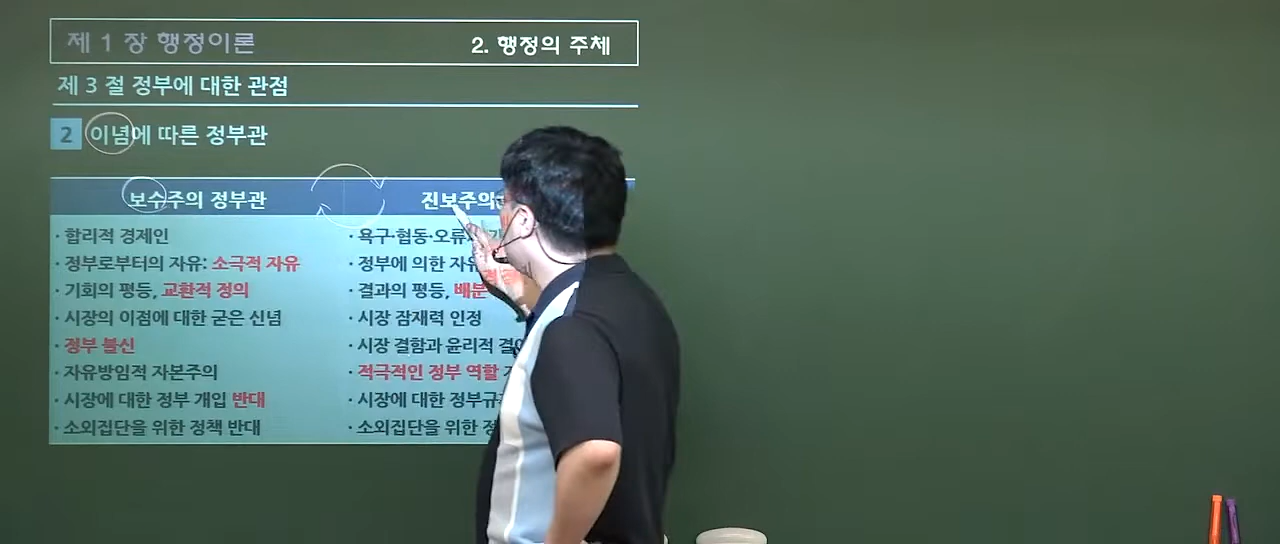 제 1 장 행정이론
2. 행정의 주체
제 3 절 정부에 대한 관점
2 이념에 따른 정부관
보수주의 정부관 진보주의
· 합리적 경제인 · 욕구·협동·오류
· 정부로부터의 자유: 소극적 자유 · 정부에 의한 자유
· 기회의 평등, 교환적 정의 · 결과의 평등, 배분
· 시장의 이점에 대한 굳은 신념 · 시장 잠재력 인정
· 정부 불신 · 시장 결함과 윤리적
· 자유방임적 자본주의 · 적극적인 정부 역할
· 시장에 대한 정부 개입 반대 · 시장에 대한
· 소외집단을 위한 정책 반대 · 소외집단을 위한